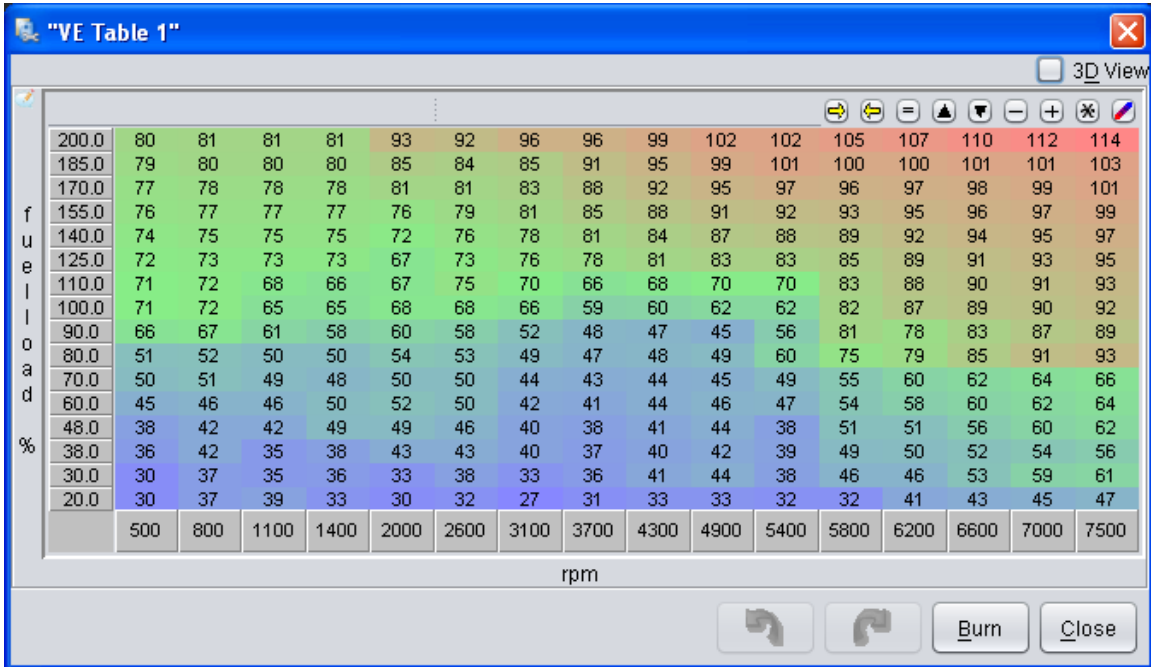 "VE Table 1"
3D View
200.0 80 81 81 81 93 92 96 96 99 102 102 105 107 110 112 114
185.0 79 80 80 80 85 84 85 91 95 99 101 100 100 101 101 103
170.0 77 78 78 78 81 81 83 88 92 95 97 96 97 98 99 101
155.0 76 77 77 77 76 79 81 85 88 91 92 93 95 96 97 99
140.0 74 75 75 75 72 76 78 81 84 87 88 89 92 94 95 97
125.0 72 73 73 73 67 73 76 78 81 83 83 85 89 91 93 95
110.0 71 72 68 66 67 75 70 66 68 70 70 83 88 90 91 93
100.0 71 72 65 65 68 68 66 59 60 62 62 82 87 89 90 92
90.0 66 67 61 58 60 58 52 48 47 45 56 81 78 83 87 89
80.0 51 52 50 50 54 53 49 47 48 49 60 75 79 85 91 93
70.0 50 51 49 48 50 50 44 43 44 45 49 55 60 62 64 66
60.0 45 46 46 50 52 50 42 41 44 46 47 54 58 60 62 64
48.0 38 42 42 49 49 46 40 38 41 44 38 51 51 56 60 62
38.0 36 42 35 38 43 43 40 37 40 42 39 49 50 52 54 56
30.0 30 37 35 36 33 38 33 36 41 44 38 46 46 53 59 61
20.0 30 37 39 33 30 32 27 31 33 33 32 32 41 43 45 47
500 800 1100 1400 2000 2600 3100 3700 4300 4900 5400 5800 6200 6600 7000 7500
fuelload %
rpm
Burn Close